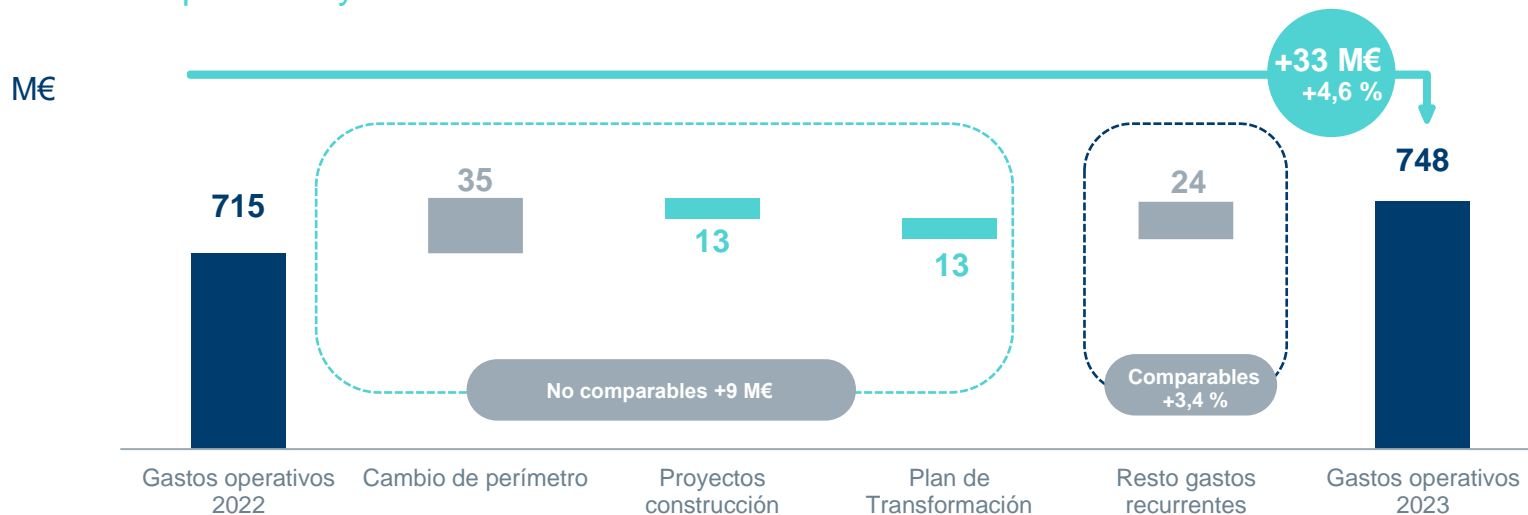 M€
+33 M€
+4,6 %
715
35
13
13
24
748
No comparables +9 M€
Comparables
+3,4 %
Gastos operativos
2022
Cambio de perímetro
Proyectos
construcción
Plan de
Transformación
Resto gastos
recurrentes
Gastos operativos
2023